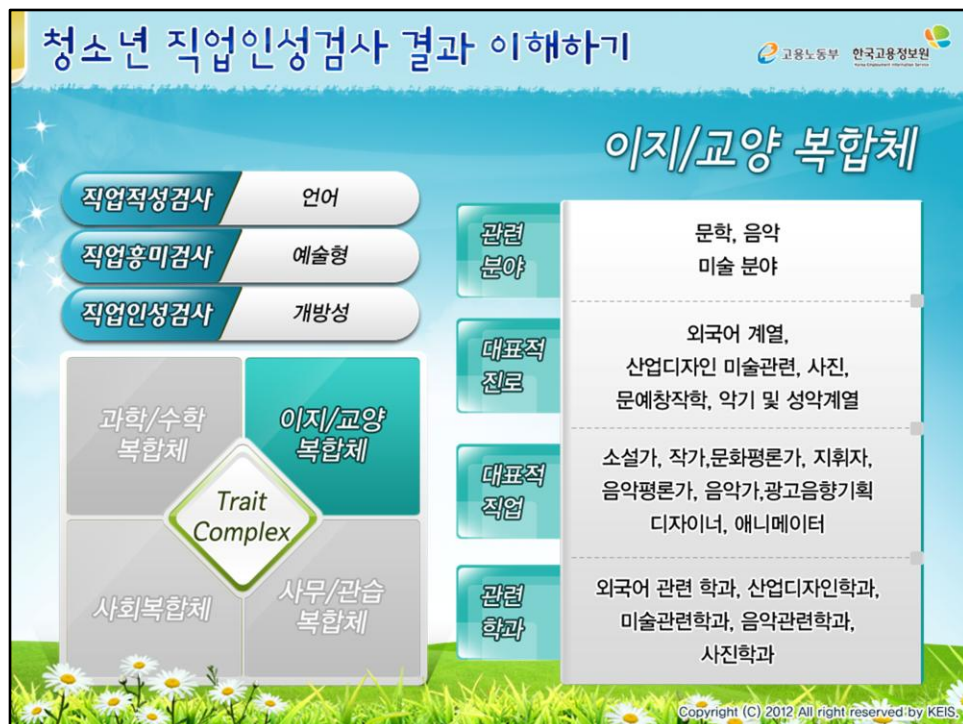 청소년 직업인성검사 결과 이해하기
고용노동부
한국고용정보원
Korea Employment Information Service
이지/교양 복합체
직업적성검사
언어
직업흥미검사
예술형
직업인성검사
개방성
과학/수학
복합체
이지/교양
복합체
Trait
Complex
사회복합체
사무/관습
복합체
관련
분야
문학, 음악
미술 분야
대표적
진로
외국어 계열,
산업디자인 미술관련, 사진,
문예창작학, 악기 및 성악계열
대표적
직업
소설가, 작가,문화평론가, 지휘자,
음악평론가, 음악가,광고음향기획
디자이너, 애니메이터
관련
학과
외국어 관련 학과, 산업디자인학과,
미술관련학과, 음악관련학과,
사진학과
Copyright (C) 2012 All right reserved by KEIS.